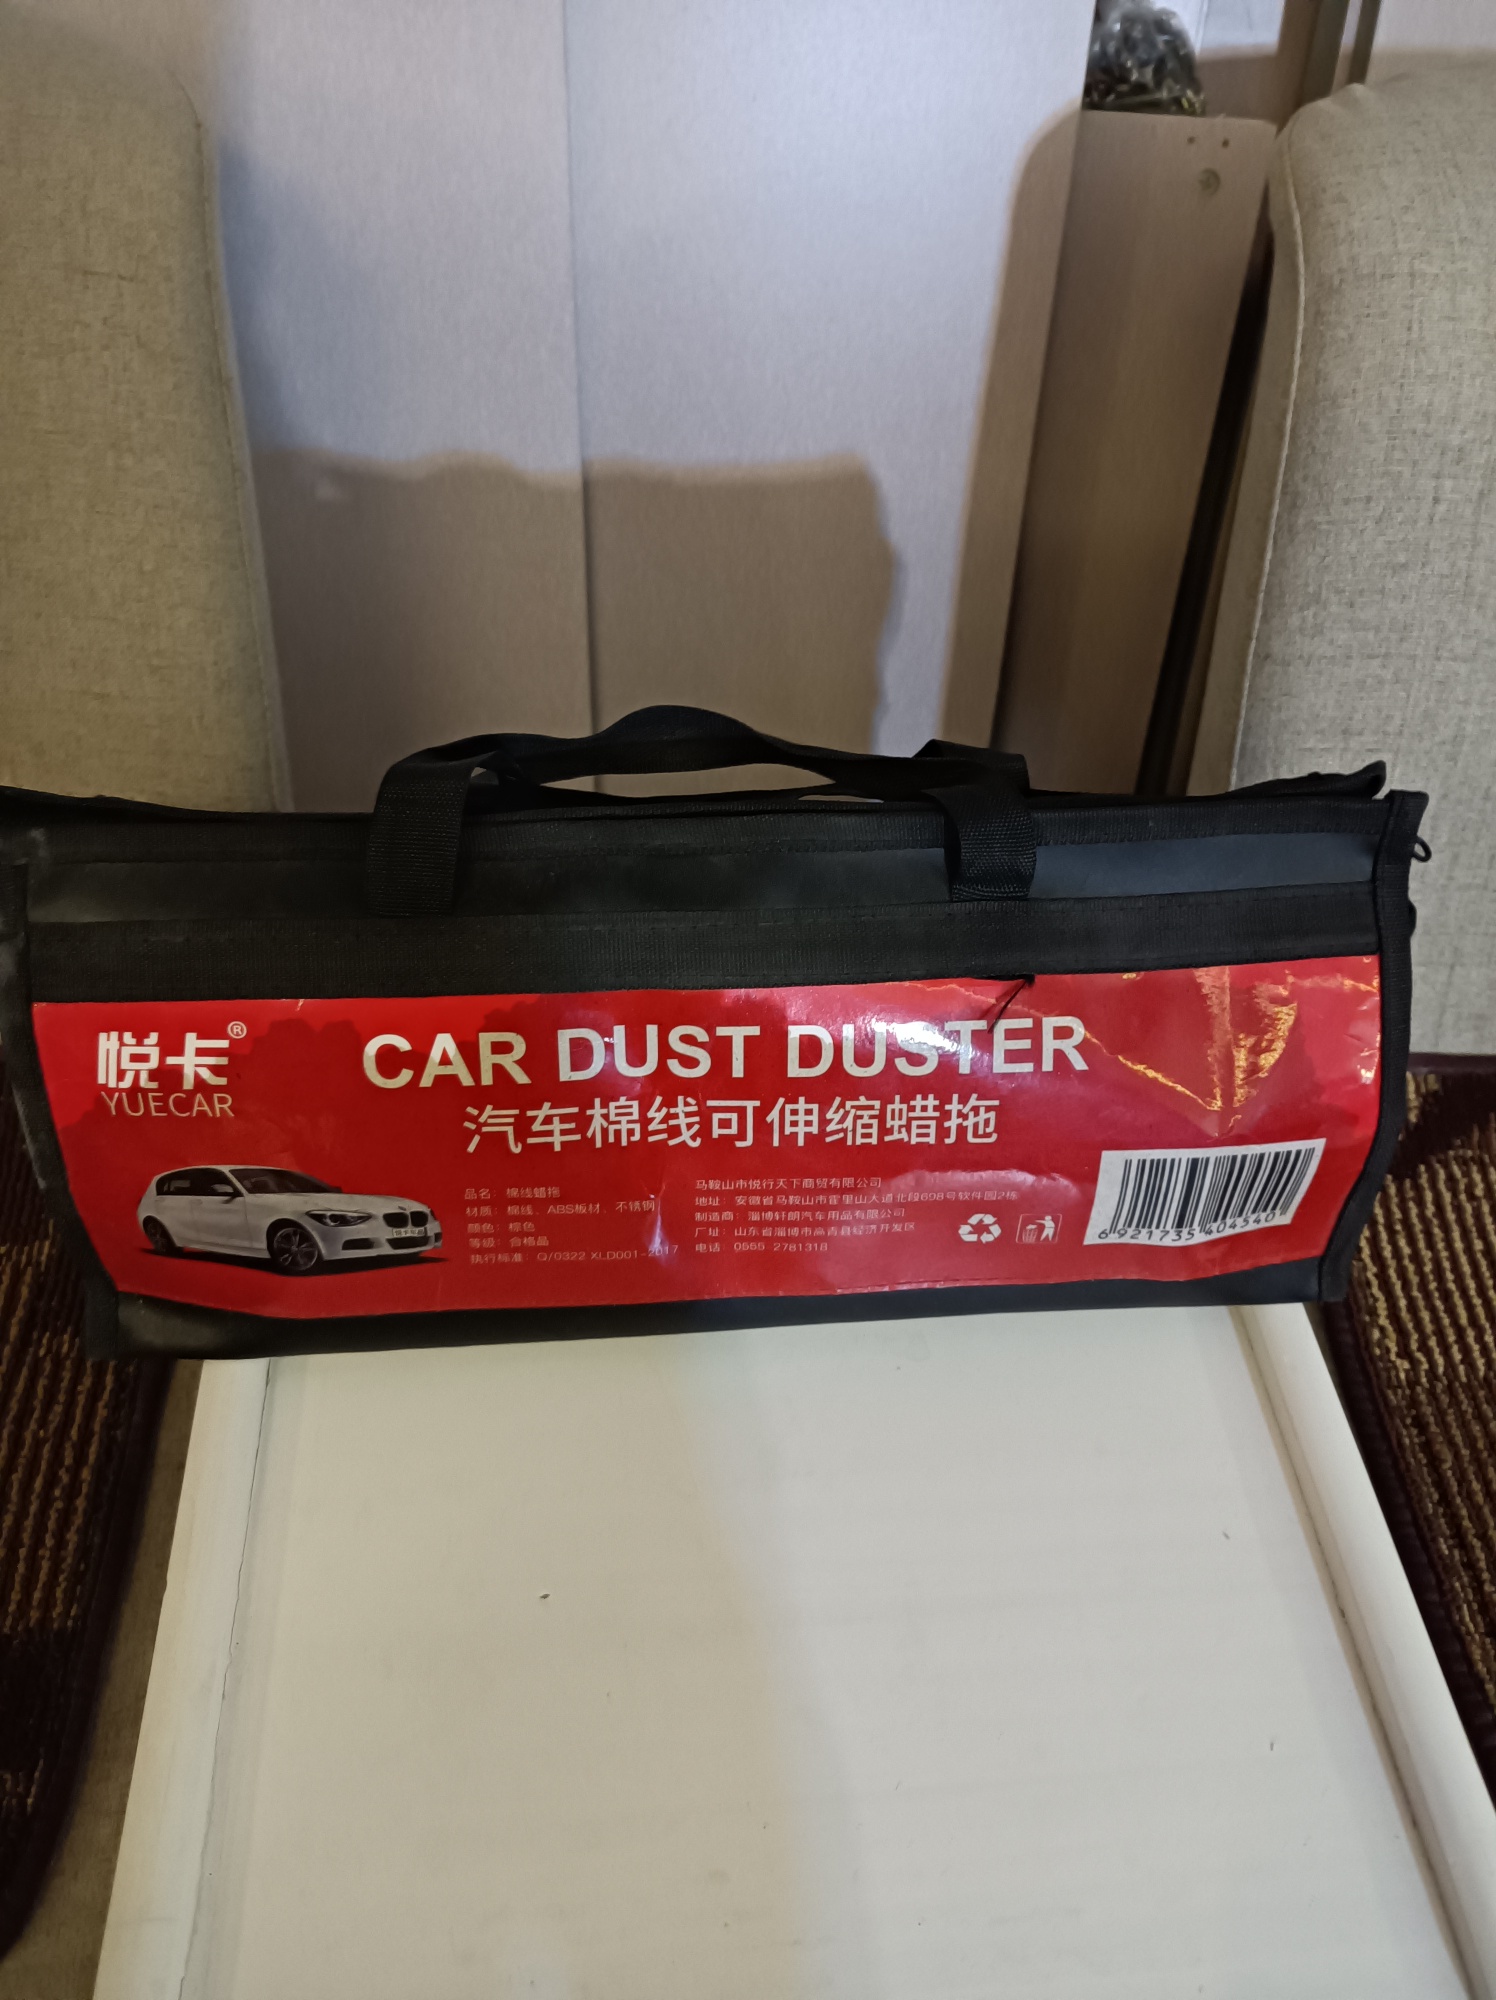 悦卡®
YUECAR
CAR DUST DUSTER
汽车棉线可伸缩蜡拖
品名：棉线蜡拖
材质：棉线、ABS板材、不锈钢
颜色：棕色
等级：合格品
执行标准：Q/0322 XLD001-2017
马鞍山市悦行天下商贸有限公司
地址：安徽省马鞍山市霍里山大道北段698号软件园2栋
制造商：淄博轩朗汽车用品有限公司
厂址：山东省淄博市高青县经济开发区
电话：0555-2781318
6 921735 404540